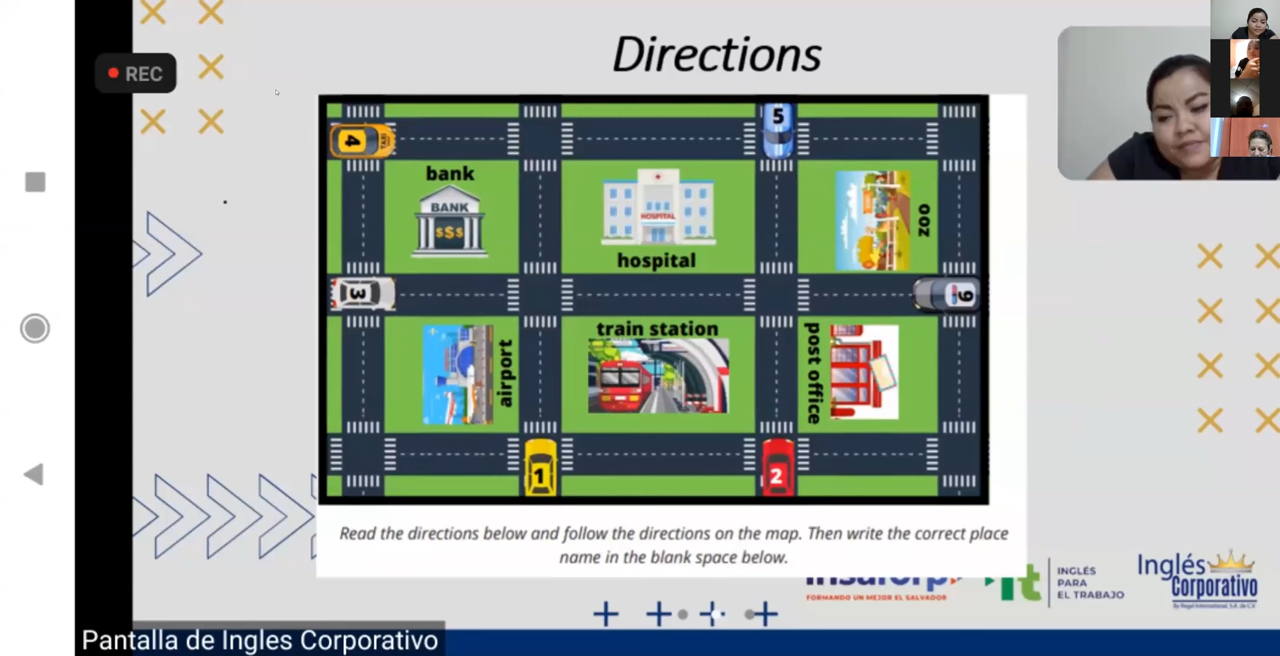 Directions
REC
4
5
bank
BANK
$$$
HOSPITAL
hospital
zoo
3
6
airport
train station
post office
1
2
Read the directions below and follow the directions on the map. Then write the correct place
name in the blank space below.
insaforp
FORMANDO UN MEJOR EL SALVADOR
it
INGLÉS
PARA
EL TRABAJO
Inglés
Corporativo
Pantalla de Ingles Corporativo